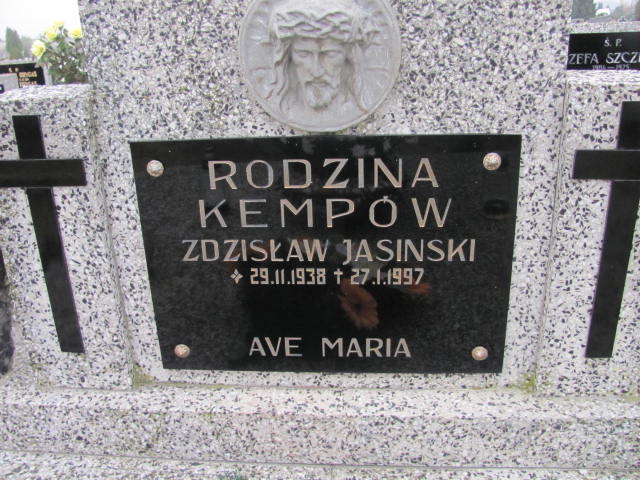 RODZINA
KEMPÓW
ZDZISŁAW JASINSKI
29.11.1938 † 27.1.1997
AVE MARIA
Ś. P.